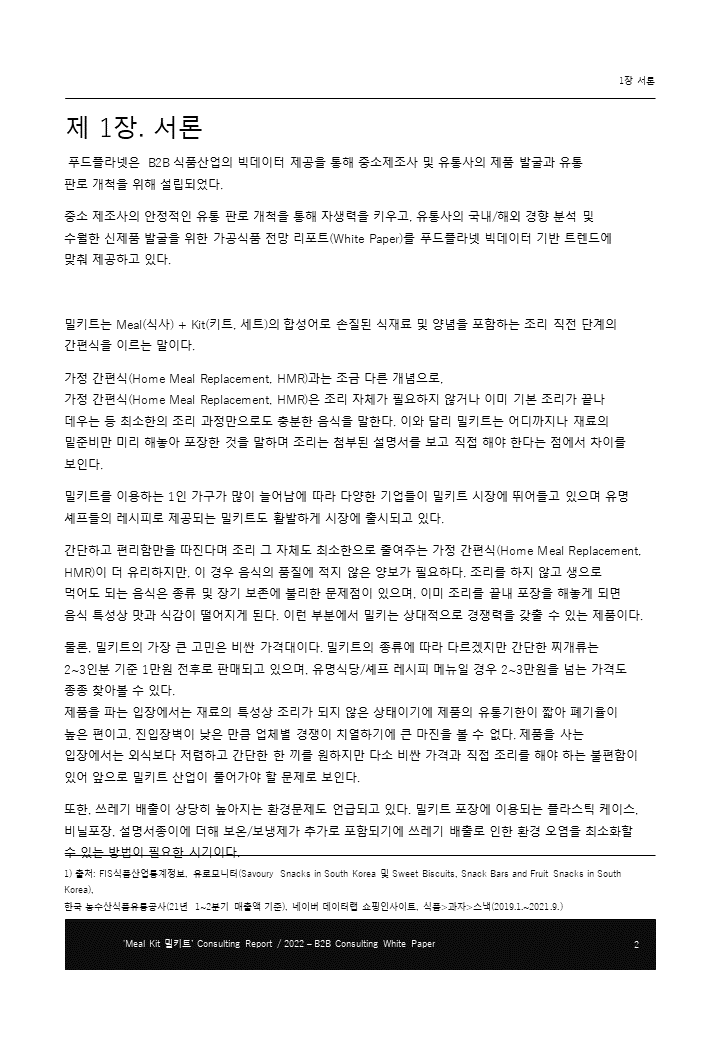 1장 서론
제 1장. 서론
푸드플라넷은 B2B 식품산업의 빅데이터 제공을 통해 중소제조사 및 유통사의 제품 발굴과 유통
판로 개척을 위해 설립되었다.
중소 제조사의 안정적인 유통 판로 개척을 통해 자생력을 키우고, 유통사의 국내/해외 경향 분석 및
수월한 신제품 발굴을 위한 가공식품 전망 리포트(White Paper)를 푸드플라넷 빅데이터 기반 트렌드에
맞춰 제공하고 있다.
밀키트는 Meal(식사) + Kit(키트, 세트)의 합성어로 손질된 식재료 및 양념을 포함하는 조리 직전 단계의
간편식을 이르는 말이다.
가정 간편식(Home Meal Replacement, HMR)과는 조금 다른 개념으로,
가정 간편식(Home Meal Replacement, HMR)은 조리 자체가 필요하지 않거나 이미 기본 조리가 끝나
데우는 등 최소한의 조리 과정만으로도 충분한 음식을 말한다. 이와 달리 밀키트는 어디까지나 재료의
밑준비만 미리 해놓아 포장한 것을 말하며 조리는 첨부된 설명서를 보고 직접 해야 한다는 점에서 차이를
보인다.
밀키트를 이용하는 1인 가구가 많이 늘어남에 따라 다양한 기업들이 밀키트 시장에 뛰어들고 있으며 유명
셰프들의 레시피로 제공되는 밀키트도 활발하게 시장에 출시되고 있다.
간단하고 편리함만을 따진다며 조리 그 자체도 최소한으로 줄여주는 가정 간편식(Home Meal Replacement,
HMR)이 더 유리하지만, 이 경우 음식의 품질에 적지 않은 양보가 필요하다. 조리를 하지 않고 생으로
먹어도 되는 음식은 종류 및 장기 보존에 불리한 문제점이 있으며, 이미 조리를 끝내 포장을 해놓게 되면
음식 특성상 맛과 식감이 떨어지게 된다. 이런 부분에서 밀키는 상대적으로 경쟁력을 갖출 수 있는 제품이다.
물론, 밀키트의 가장 큰 고민은 비싼 가격대이다. 밀키트의 종류에 따라 다르겠지만 간단한 찌개류는
2~3인분 기준 1만원 전후로 판매되고 있으며, 유명식당/셰프 레시피 메뉴일 경우 2~3만원을 넘는 가격도
종종 찾아볼 수 있다.
제품을 파는 입장에서는 재료의 특성상 조리가 되지 않은 상태이기에 제품의 유통기한이 짧아 폐기율이
높은 편이고, 진입장벽이 낮은 만큼 업체별 경쟁이 치열하기에 큰 마진을 볼 수 없다. 제품을 사는
입장에서는 외식보다 저렴하고 간단한 한 끼를 원하지만 다소 비싼 가격과 직접 조리를 해야 하는 불편함이
있어 앞으로 밀키트 산업이 풀어가야 할 문제로 보인다.
또한, 쓰레기 배출이 상당히 높아지는 환경문제도 언급되고 있다. 밀키트 포장에 이용되는 플라스틱 케이스,
비닐포장, 설명서종이에 더해 보온/보냉제가 추가로 포함되기에 쓰레기 배출로 인한 환경 오염을 최소화할
수 있는 방법이 필요한 시기이다.
1) 출처: FIS식품산업통계정보, 유로모니터(Savoury Snacks in South Korea 및 Sweet Biscuits, Snack Bars and Fruit Snacks in South
Korea),
한국 농수산식품유통공사(21년 1~2분기 매출액 기준), 네이버 데이터랩 쇼핑인사이트, 식품>과자>스낵(2019.1.~2021.9.)
'Meal Kit 밀키트' Consulting Report / 2022 – B2B Consulting White Paper 2